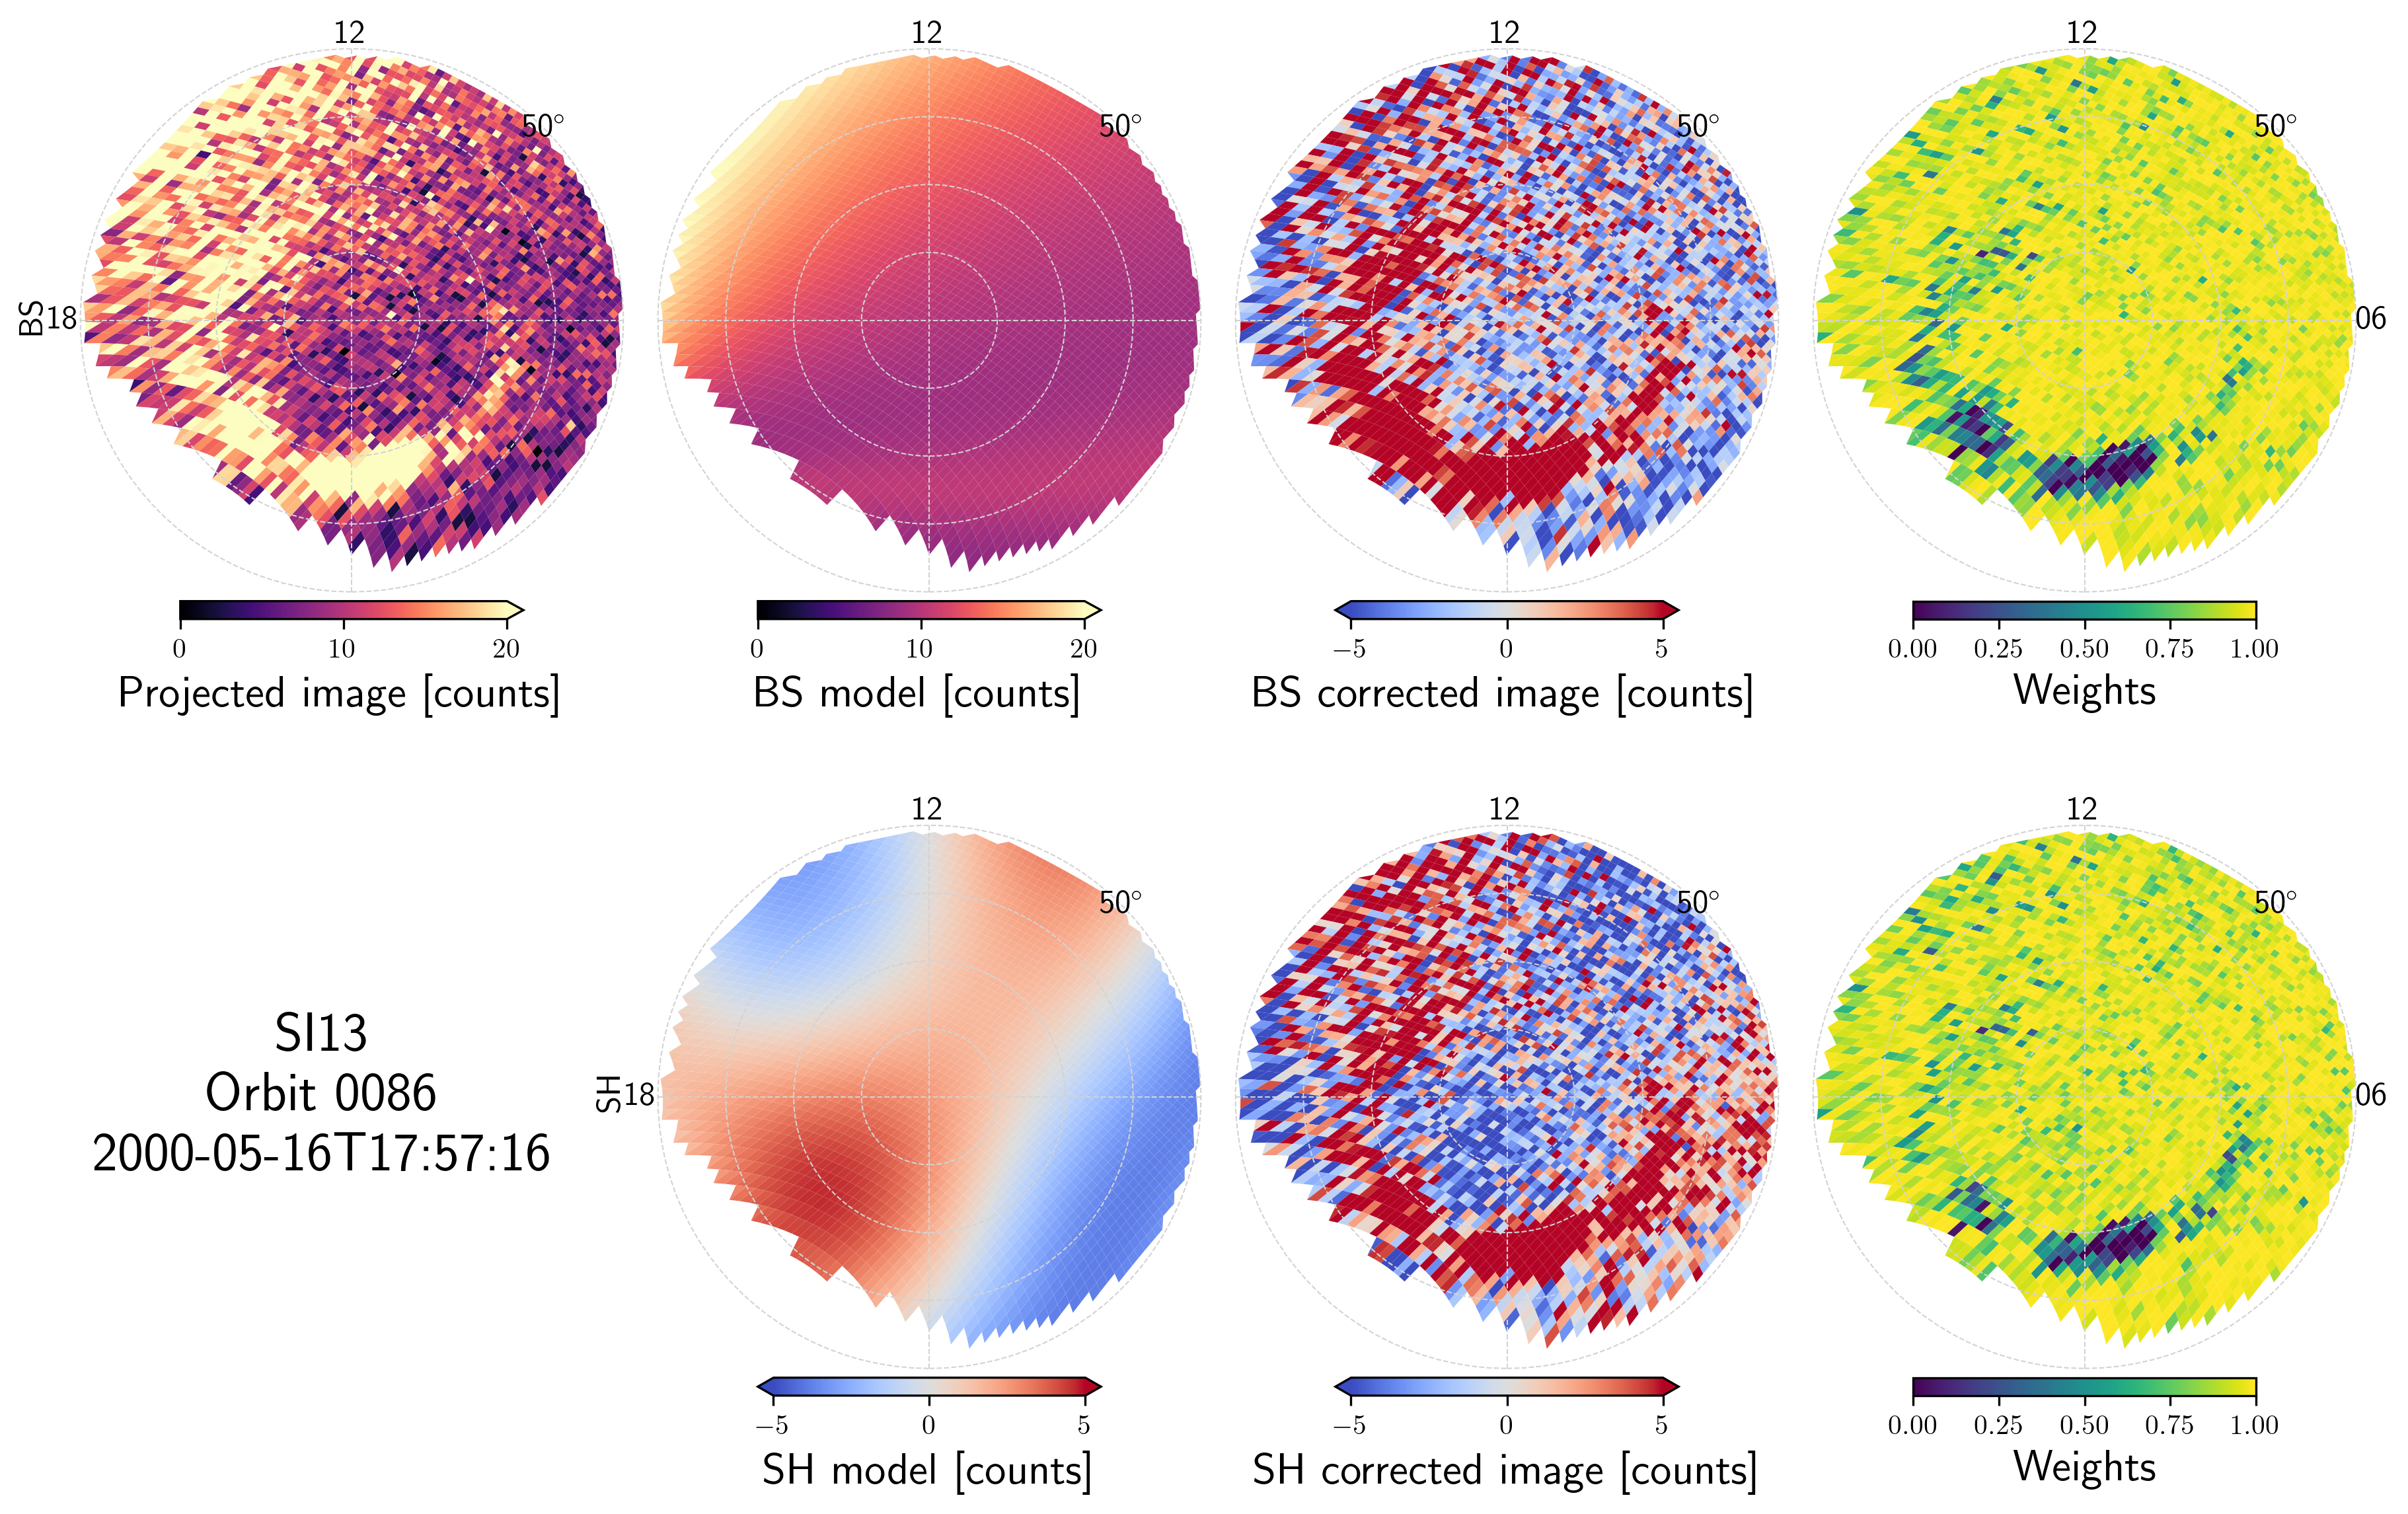 12 12 12 12
50° 50° 50° 50°
BS 18 06
0 10 20 0 10 20 −5 0 5 0.00 0.25 0.50 0.75 1.00
Projected image [counts] BS model [counts] BS corrected image [counts] Weights
12 12 12
50° 50° 50°
SI13
Orbit 0086
2000-05-16T17:57:16
SH 18 06
−5 0 5 −5 0 5 0.00 0.25 0.50 0.75 1.00
SH model [counts] SH corrected image [counts] Weights